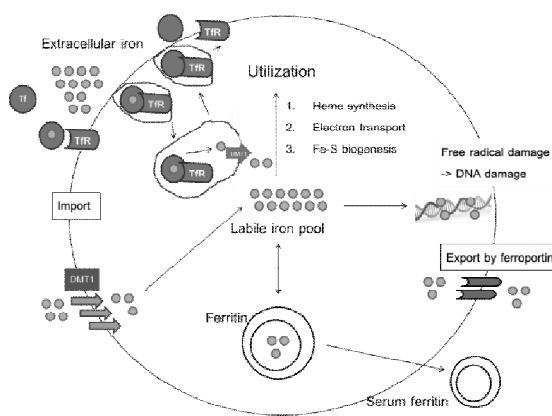 TfR
Extracellular iron
TfR
Utilization
TfR
Tf
1. Heme synthesis
2. Electron transport
3. Fe-S biogenesis
TfR
DMT1
TfR
Free radical damage
-> DNA damage
Import
Labile iron pool
Export by ferroportin
DMT1
Ferritin
Serum ferritin